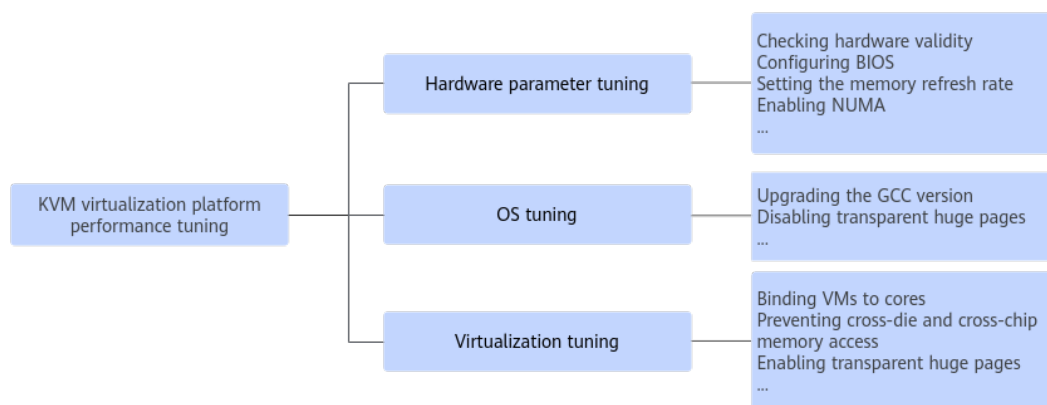 KVM virtualization platform
performance tuning
Hardware parameter tuning
Checking hardware validity
Configuring BIOS
Setting the memory refresh rate
Enabling NUMA
...
OS tuning
Upgrading the GCC version
Disabling transparent huge pages
...
Virtualization tuning
Binding VMs to cores
Preventing cross-die and cross-chip
memory access
Enabling transparent huge pages
...